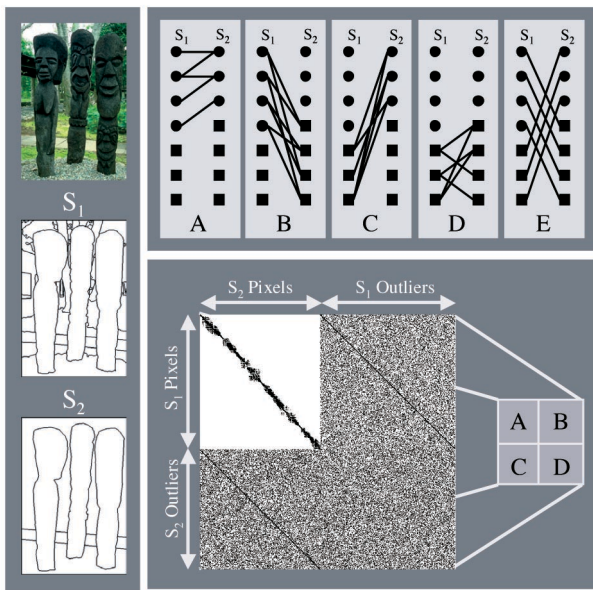 S1
S2
S1 S2
A
S1 S2
B
S1 S2
C
S1 S2
D
S1 S2
E
S2 Pixels
S1 Outliers
S1 Pixels
S2 Outliers
A B
C D